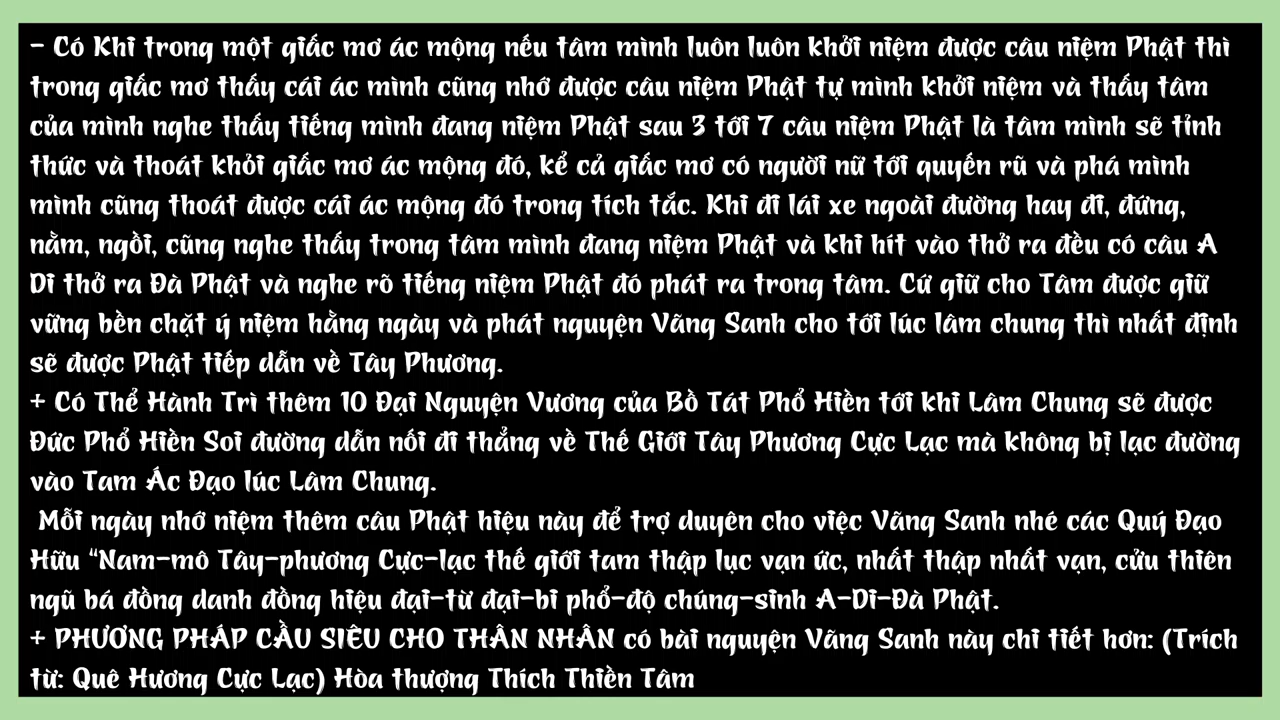 - Có Khi trong một giấc mơ ác mộng nếu tâm mình luôn luôn khởi niệm được câu niệm Phật thì
trong giấc mơ thấy cái ác mình cũng nhớ được câu niệm Phật tự mình khởi niệm và thấy tâm
của mình nghe thấy tiếng mình đang niệm Phật sau 3 tới 7 câu niệm Phật là tâm mình sẽ tỉnh
thức và thoát khỏi giấc mơ ác mộng đó, kể cả giấc mơ có người nữ tới quyến rũ và phá mình
mình cũng thoát được cái ác mộng đó trong tích tắc. Khi đi lái xe ngoài đường hay đi, đứng,
nằm, ngồi, cũng nghe thấy trong tâm mình đang niệm Phật và khi hít vào thở ra đều có câu A
Di thở ra Đà Phật và nghe rõ tiếng niệm Phật đó phát ra trong tâm. Cứ giữ cho Tâm được giữ
vững bền chặt ý niệm hằng ngày và phát nguyện Vãng Sanh cho tới lúc lâm chung thì nhất định
sẽ được Phật tiếp dẫn về Tây Phương.
+ Có Thể Hành Trì thêm 10 Đại Nguyện Vương của Bồ Tát Phổ Hiền tới khi Lâm Chung sẽ được
Đức Phổ Hiền Soi đường dẫn nối đi thẳng về Thế Giới Tây Phương Cực Lạc mà không bị lạc đường
vào Tam Ác Đạo lúc Lâm Chung.
Mỗi ngày nhớ niệm thêm câu Phật hiệu này để trợ duyên cho việc Vãng Sanh nhé các Quý Đạo
Hữu “Nam-mô Tây-phương Cực-lạc thế giới tam thập lục vạn ức, nhất thập nhất vạn, cửu thiên
ngũ bá đồng danh đồng hiệu đại-từ đại-bi phổ-độ chúng-sinh A-Di-Đà Phật.
+ PHƯƠNG PHÁP CẦU SIÊU CHO THÂN NHÂN có bài nguyện Vãng Sanh này chi tiết hơn: (Trích
từ: Quê Hương Cực Lạc) Hòa thượng Thích Thiền Tâm